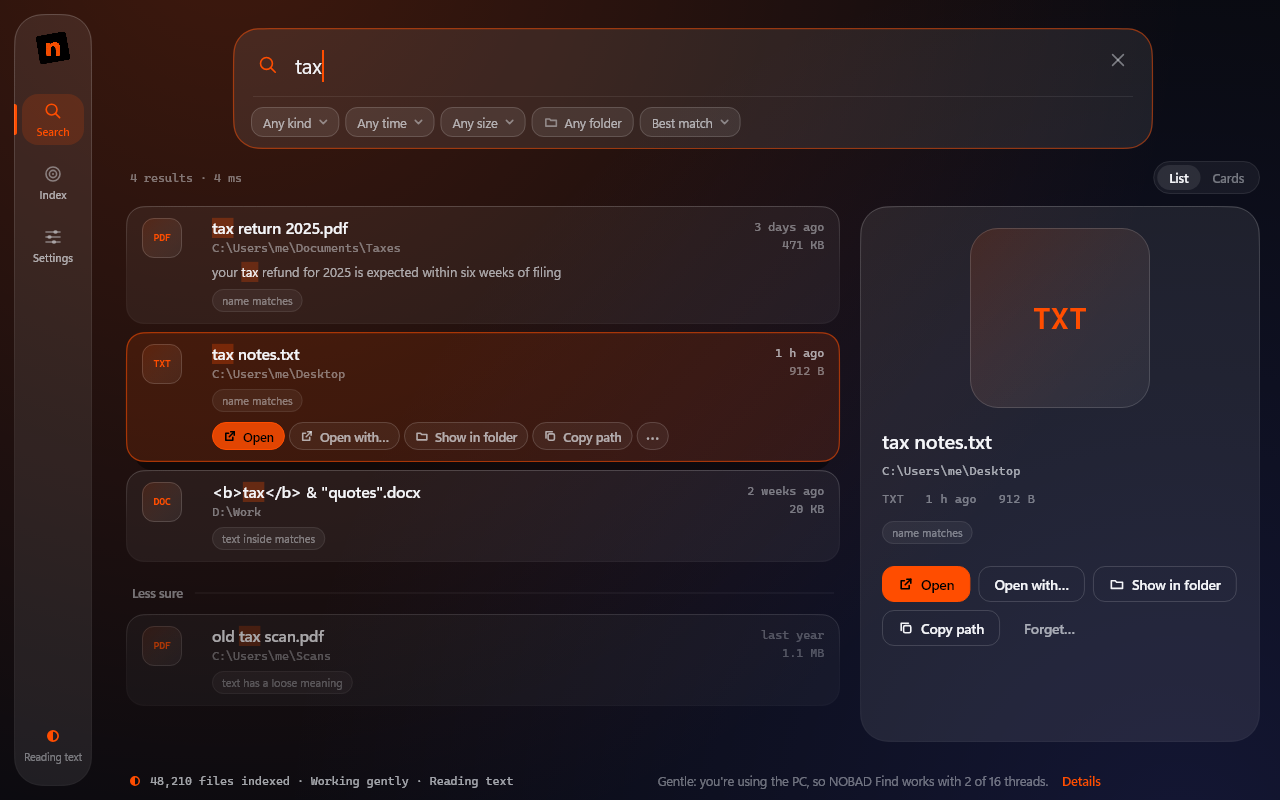 n
tax
Any kind
Any time
Any size
Any folder
Best match
Search
Index
Settings
Reading text
4 results · 4 ms
List
Cards
PDF
tax return 2025.pdf
3 days ago
C:\Users\me\Documents\Taxes
471 KB
your tax refund for 2025 is expected within six weeks of filing
name matches
TXT
tax notes.txt
1 h ago
C:\Users\me\Desktop
912 B
name matches
Open
Open with...
Show in folder
Copy path
...
DOC
<b>tax</b> & "quotes".docx
2 weeks ago
D:\Work
20 KB
text inside matches
Less sure
PDF
old tax scan.pdf
last year
C:\Users\me\Scans
1.1 MB
text has a loose meaning
TXT
tax notes.txt
C:\Users\me\Desktop
TXT 1 h ago 912 B
name matches
Open
Open with...
Show in folder
Copy path
Forget...
48,210 files indexed · Working gently · Reading text
Gentle: you're using the PC, so NOBAD Find works with 2 of 16 threads. Details